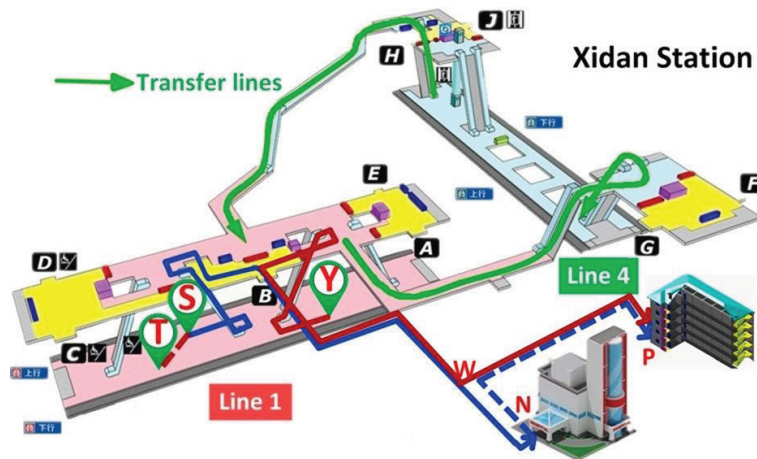 J
H
Xidan Station
Transfer lines
下行
E
上行
F
D
A
G
B
Y
S
T
C
Line 4
W
P
上行
Line 1
N
下行